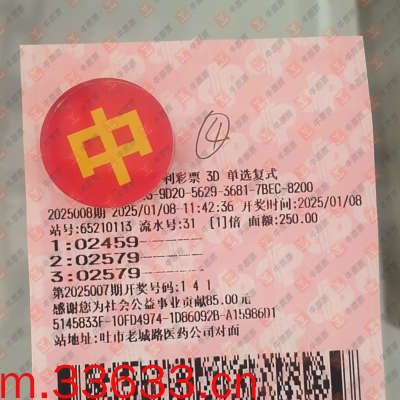 中
④
利彩票 3D 单选复式
-9D20-5629-3681-7BEC-8200
2025008期 2025/01/08-11:42:36 开奖时间:2025/01/08
站号:65210113 流水号:31 [1]倍 面额:250.00
1:02459
2:02579
3:02579
第2025007期开奖号码:1 4 1
感谢您为社会公益事业贡献85.00元
5145833F-10FD4974-1D86092B-A15986D1
站地址:吐市老城路医药公司对面
m.33633.cn